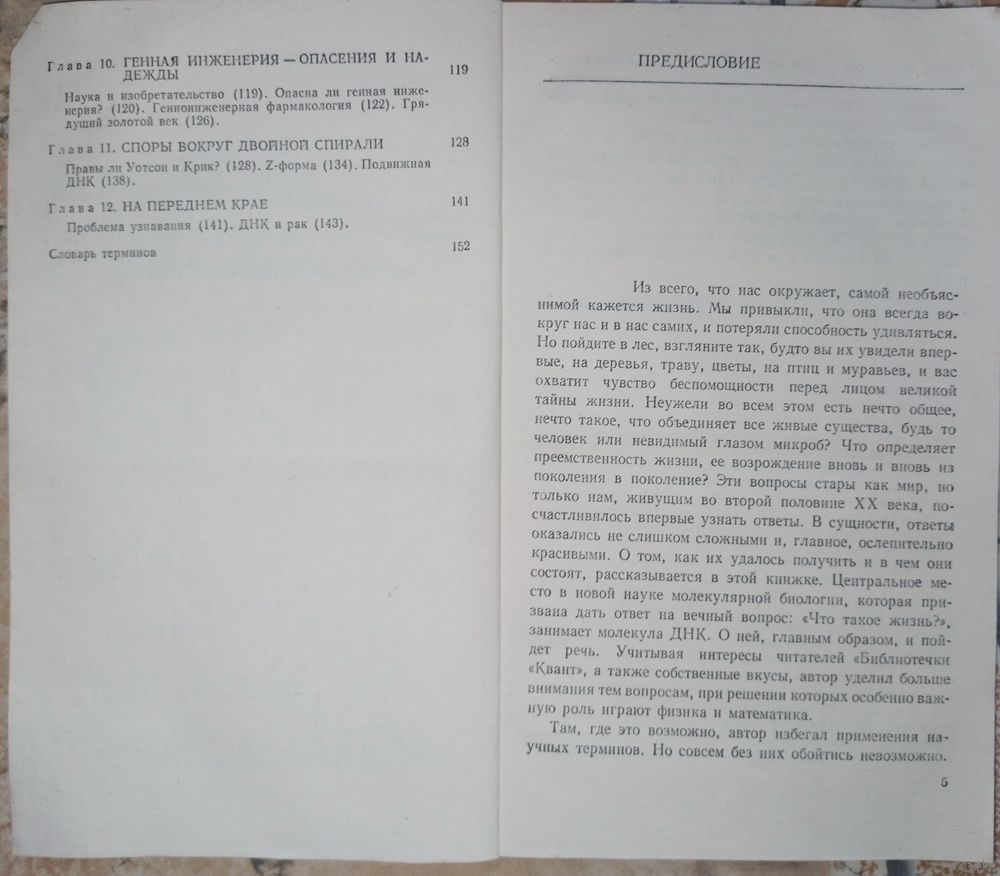 Глава 10. ГЕННАЯ ИНЖЕНЕРИЯ — ОПАСЕНИЯ И НА-
ДЕЖДЫ 119
Наука и изобретательство (119). Опасна ли генная инже-
нерия? (120). Генноинженерная фармакология (122). Гря-
дущий золотой век (126).
Глава 11. СПОРЫ ВОКРУГ ДВОЙНОЙ СПИРАЛИ 128
Правы ли Уотсон и Крик? (128). Z-форма (134). Подвижная
ДНК (138).
Глава 12. НА ПЕРЕДНЕМ КРАЕ 141
Проблема узнавания (141). ДНК и рак (143).
Словарь терминов 152
ПРЕДИСЛОВИЕ
Из всего, что нас окружает, самой необъяс-
нимой кажется жизнь. Мы привыкли, что она всегда во-
круг нас и в нас самих, и потеряли способность удивляться.
Но пойдите в лес, взгляните так, будто вы их увидели впер-
вые, на деревья, траву, цветы, на птиц и муравьев, и вас
охватит чувство беспомощности перед лицом великой
тайны жизни. Неужели во всем этом есть нечто общее,
нечто такое, что объединяет все живые существа, будь то
человек или невидимый глазом микроб? Что определяет
преемственность жизни, ее возрождение вновь и вновь из
поколения в поколение? Эти вопросы стары как мир, но
только нам, живущим во второй половине XX века, по-
счастливилось впервые узнать ответы. В сущности, ответы
оказались не слишком сложными и, главное, ослепительно
красивыми. О том, как их удалось получить и в чем они
состоят, рассказывается в этой книжке. Центральное ме-
сто в новой науке молекулярной биологии, которая при-
звана дать ответ на вечный вопрос: «Что такое жизнь?»,
занимает молекула ДНК. О ней, главным образом, и пой-
дет речь. Учитывая интересы читателей «Библиотечки
«Квант», а также собственные вкусы, автор уделил больше
внимания тем вопросам, при решении которых особенно важ-
ную роль играют физика и математика.
Там, где это возможно, автор избегал применения на-
учных терминов. Но совсем без них обойтись невозможно.
5